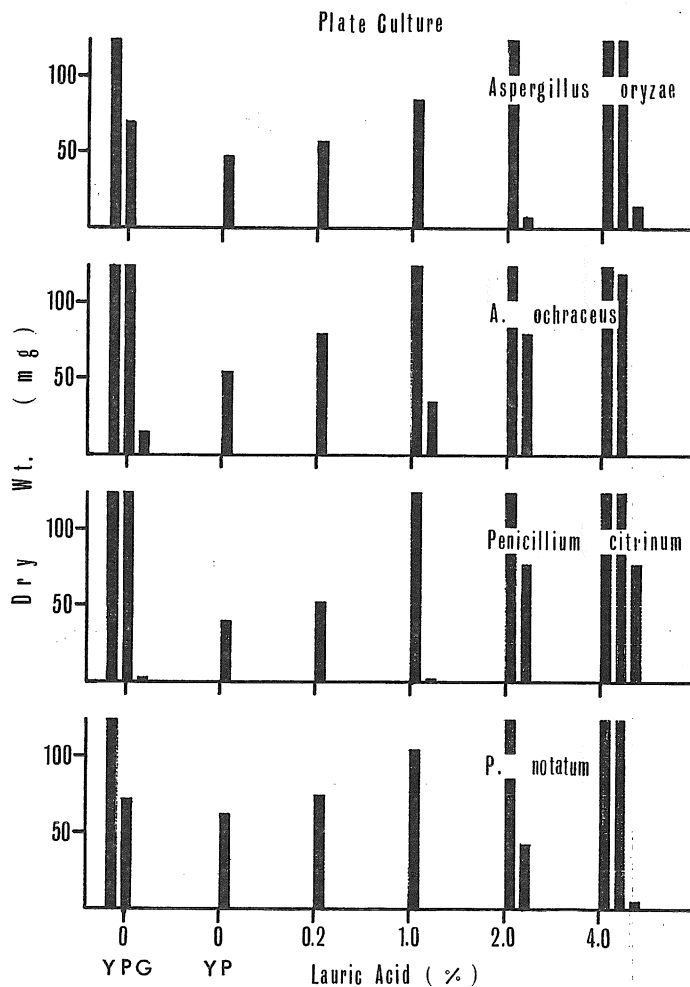 Plate Culture
Dry Wt. (mg)
100
50
Aspergillus oryzae
100
50
A. ochraceus
100
50
Penicillium citrinum
100
50
P. notatum
0 0 0.2 1.0 2.0 4.0
YPG YP Lauric Acid (%)